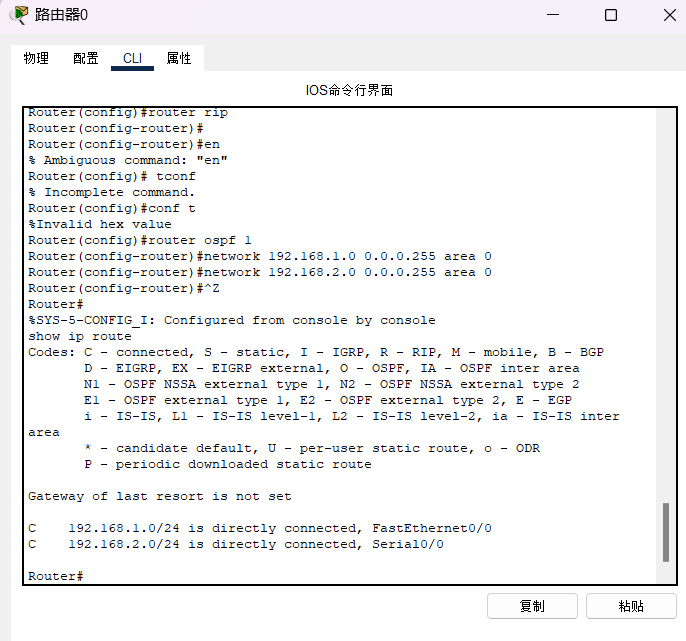 路由器0
物理 配置 CLI 属性
IOS命令行界面
Router(config)#router rip
Router(config-router)#
Router(config-router)#en
% Ambiguous command: "en"
Router(config)# tconf
% Incomplete command.
Router(config)#conf t
%Invalid hex value
Router(config)#router ospf 1
Router(config-router)#network 192.168.1.0 0.0.0.255 area 0
Router(config-router)#network 192.168.2.0 0.0.0.255 area 0
Router(config-router)#^Z
Router#
%SYS-5-CONFIG_I: Configured from console by console
show ip route
Codes: C - connected, S - static, I - IGRP, R - RIP, M - mobile, B - BGP
D - EIGRP, EX - EIGRP external, O - OSPF, IA - OSPF inter area
N1 - OSPF NSSA external type 1, N2 - OSPF NSSA external type 2
E1 - OSPF external type 1, E2 - OSPF external type 2, E - EGP
i - IS-IS, L1 - IS-IS level-1, L2 - IS-IS level-2, ia - IS-IS inter
area
* - candidate default, U - per-user static route, o - ODR
P - periodic downloaded static route
Gateway of last resort is not set
C 192.168.1.0/24 is directly connected, FastEthernet0/0
C 192.168.2.0/24 is directly connected, Serial0/0
Router#
复制 粘贴